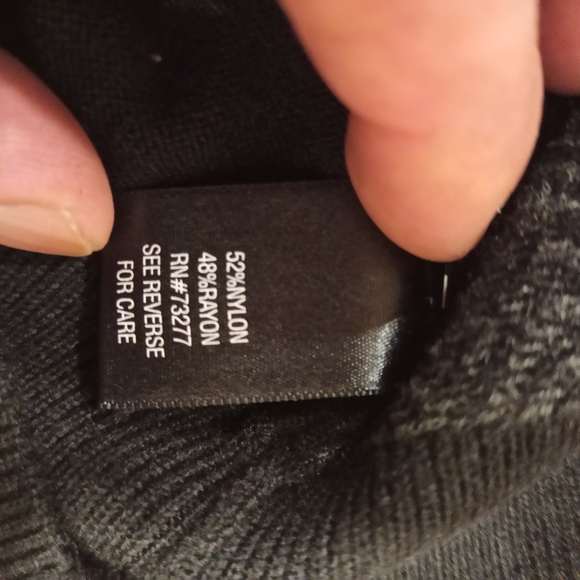 52%NYLON
48%RAYON
RN#73277
SEE REVERSE
FOR CARE